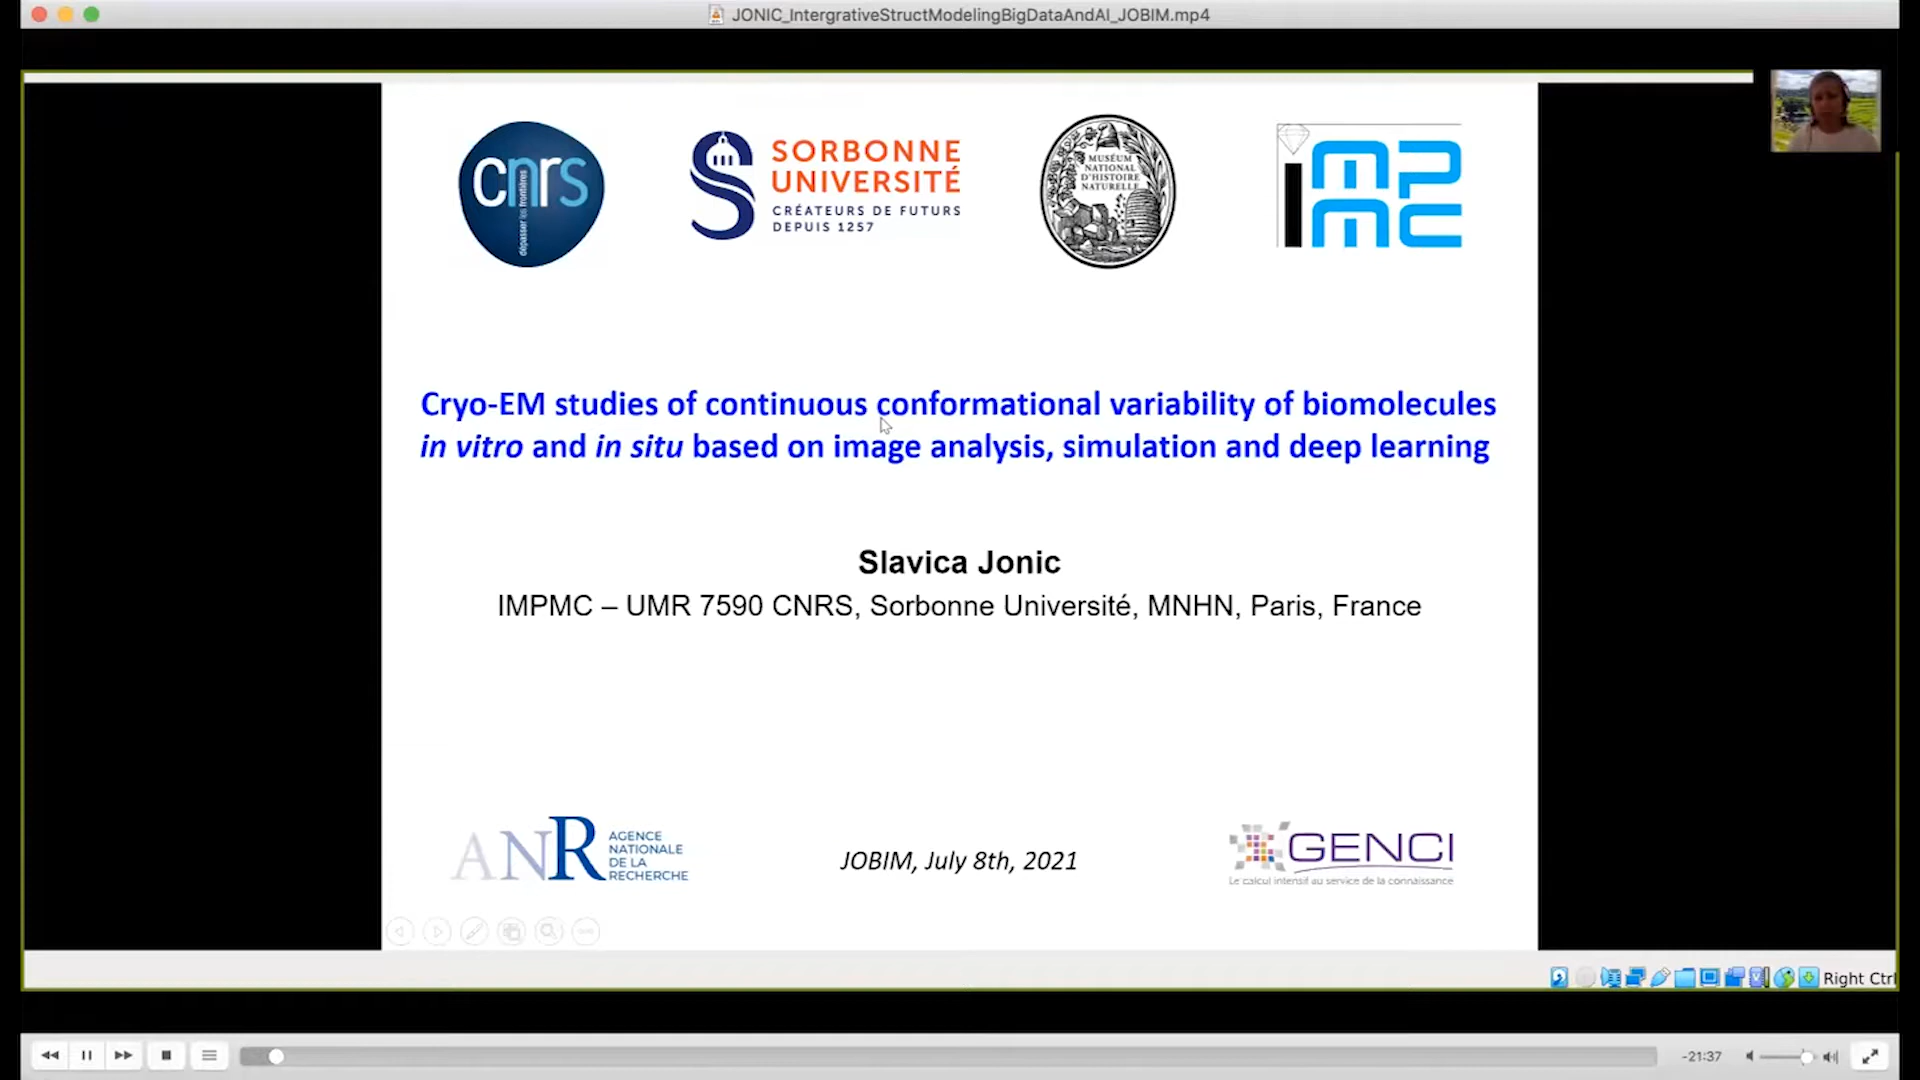 JONIC_IntergrativeStructModelingBigDataAndAI_JOBIM.mp4
cnrs
dépasser les frontières
SORBONNE
UNIVERSITÉ
CRÉATEURS DE FUTURS
DEPUIS 1257
MUSÉUM
NATIONAL
D'HISTOIRE
NATURELLE
IMPMC
Cryo-EM studies of continuous conformational variability of biomolecules
in vitro and in situ based on image analysis, simulation and deep learning
Slavica Jonic
IMPMC – UMR 7590 CNRS, Sorbonne Université, MNHN, Paris, France
ANR
AGENCE
NATIONALE
DE LA
RECHERCHE
JOBIM, July 8th, 2021
GENCI
Le calcul intensif au service de la connaissance
Right Ctrl
-21:37